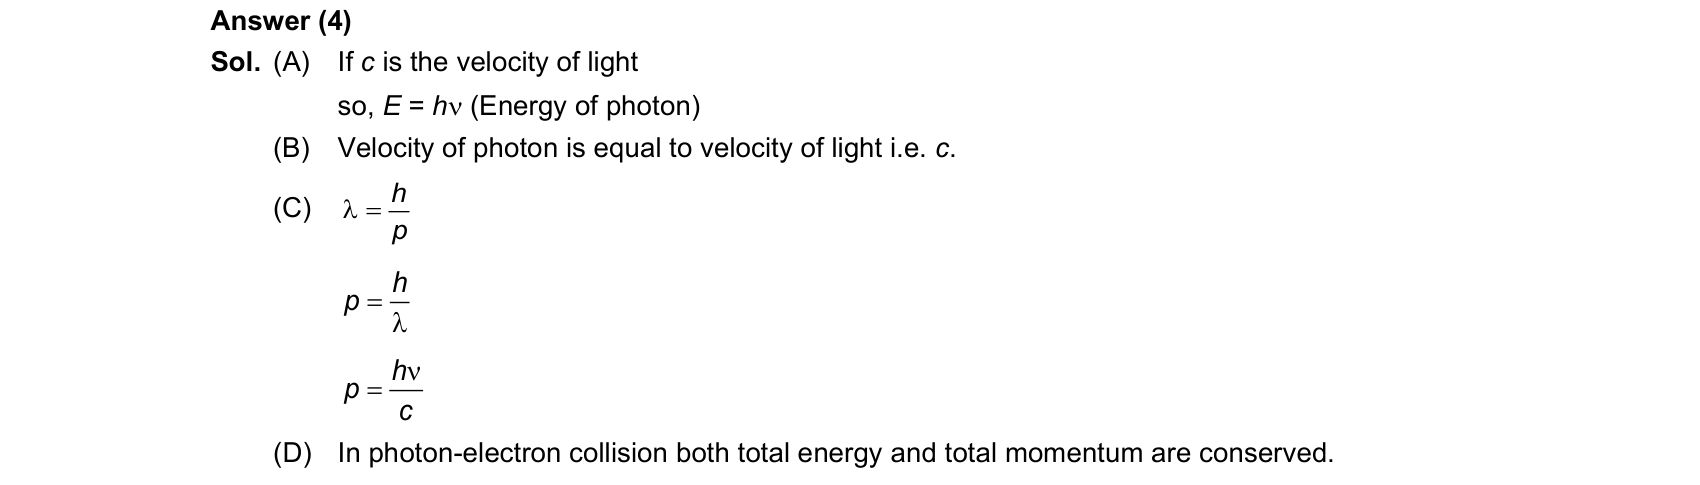 Answer (4)
Sol. (A) If c is the velocity of light
so, E = hν (Energy of photon)
(B) Velocity of photon is equal to velocity of light i.e. c.
(C) λ = h/p
p = h/λ
p = hν/c
(D) In photon-electron collision both total energy and total momentum are conserved.